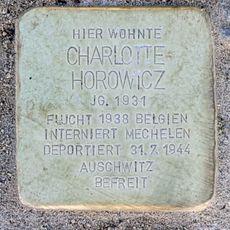 HIER WOHNTE
CHARLOTTE
HOROWICZ
JG. 1931
FLUCHT 1938 BELGIEN
INTERNIERT MECHELEN
DEPORTIERT 31.7.1944
AUSCHWITZ
BEFREIT